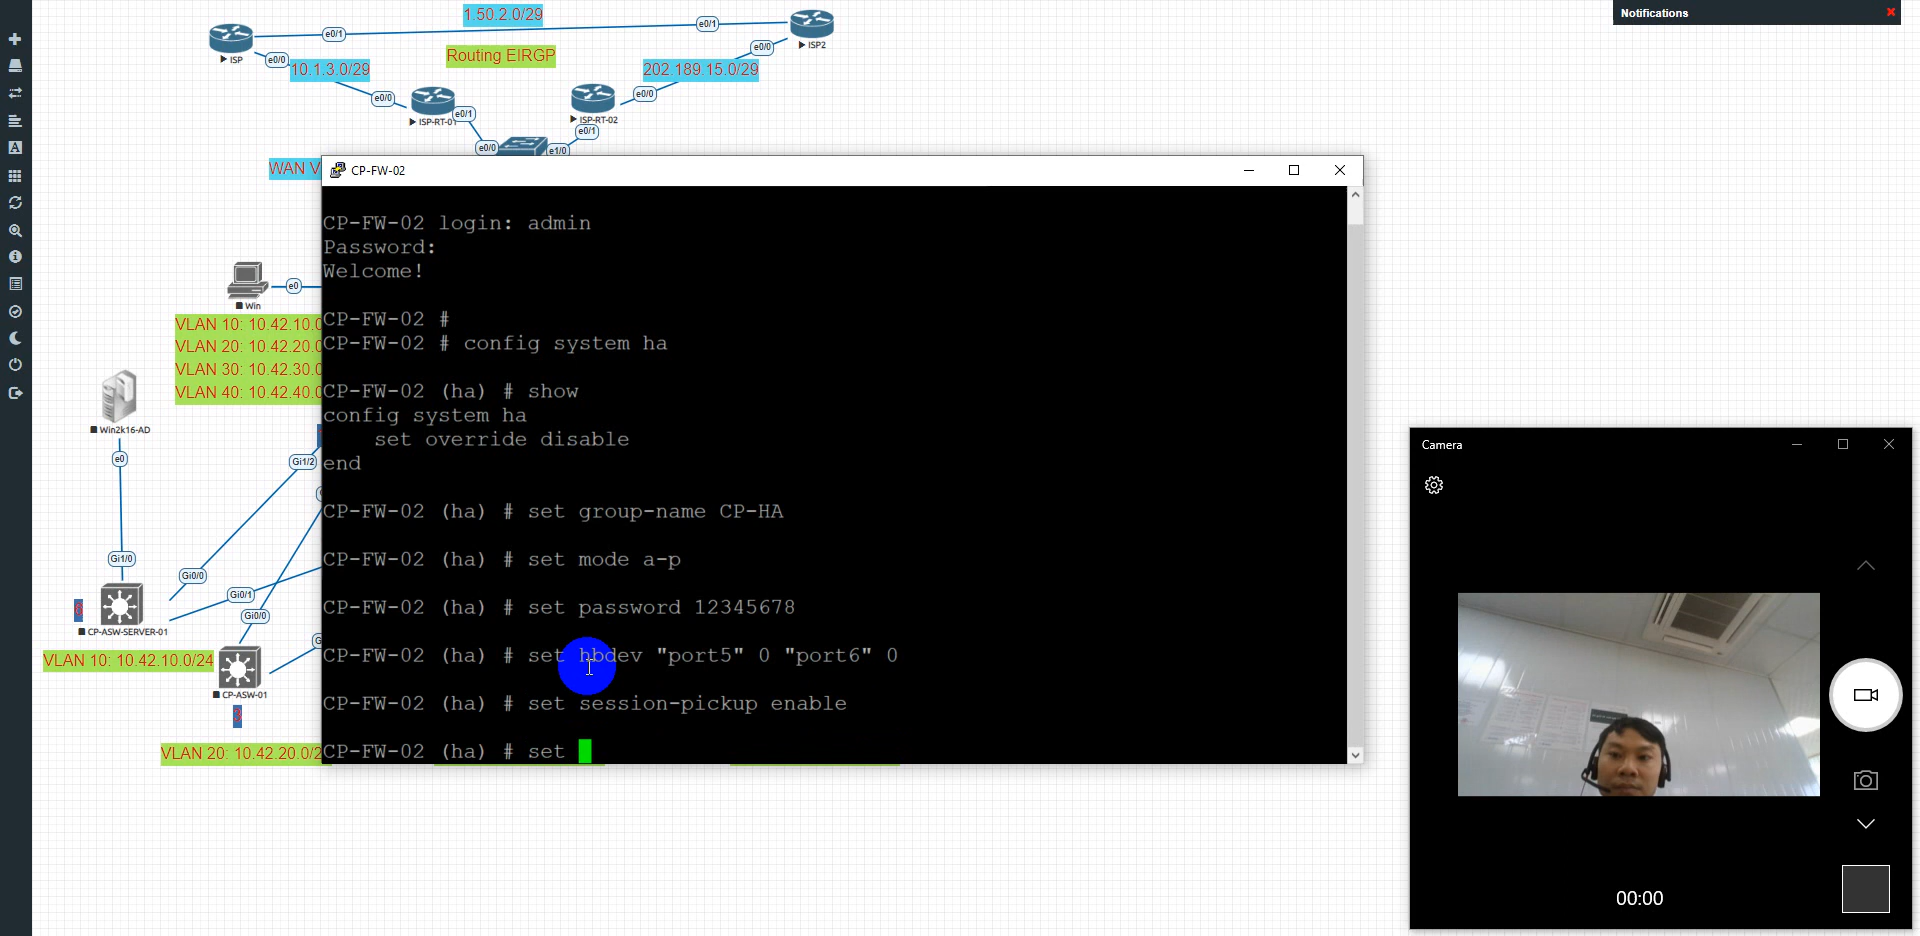 Notifications
1.50.2.0/29
e0/1
e0/1
ISP
e0/0
Routing EIRGP
e0/0
ISP2
10.1.3.0/29
202.189.15.0/29
e0/0
e0/1
ISP-RT-01
e0/0
ISP-RT-02
e0/1
e0/0
e1/0
WAN V
CP-FW-02
CP-FW-02 login: admin
Password:
Welcome!
CP-FW-02 #
CP-FW-02 # config system ha
CP-FW-02 (ha) # show
config system ha
set override disable
end
CP-FW-02 (ha) # set group-name CP-HA
CP-FW-02 (ha) # set mode a-p
CP-FW-02 (ha) # set password 12345678
CP-FW-02 (ha) # set hbdev "port5" 0 "port6" 0
CP-FW-02 (ha) # set session-pickup enable
CP-FW-02 (ha) # set
e0
Win
VLAN 10: 10.42.10.0
VLAN 20: 10.42.20.0
VLAN 30: 10.42.30.0
VLAN 40: 10.42.40.0
Win2k16-AD
e0
Gi1/2
Gi1/0
Gi0/0
Gi0/1
Gi0/0
CP-ASW-SERVER-01
VLAN 10: 10.42.10.0/24
CP-ASW-01
3
VLAN 20: 10.42.20.0/2
Camera
00:00